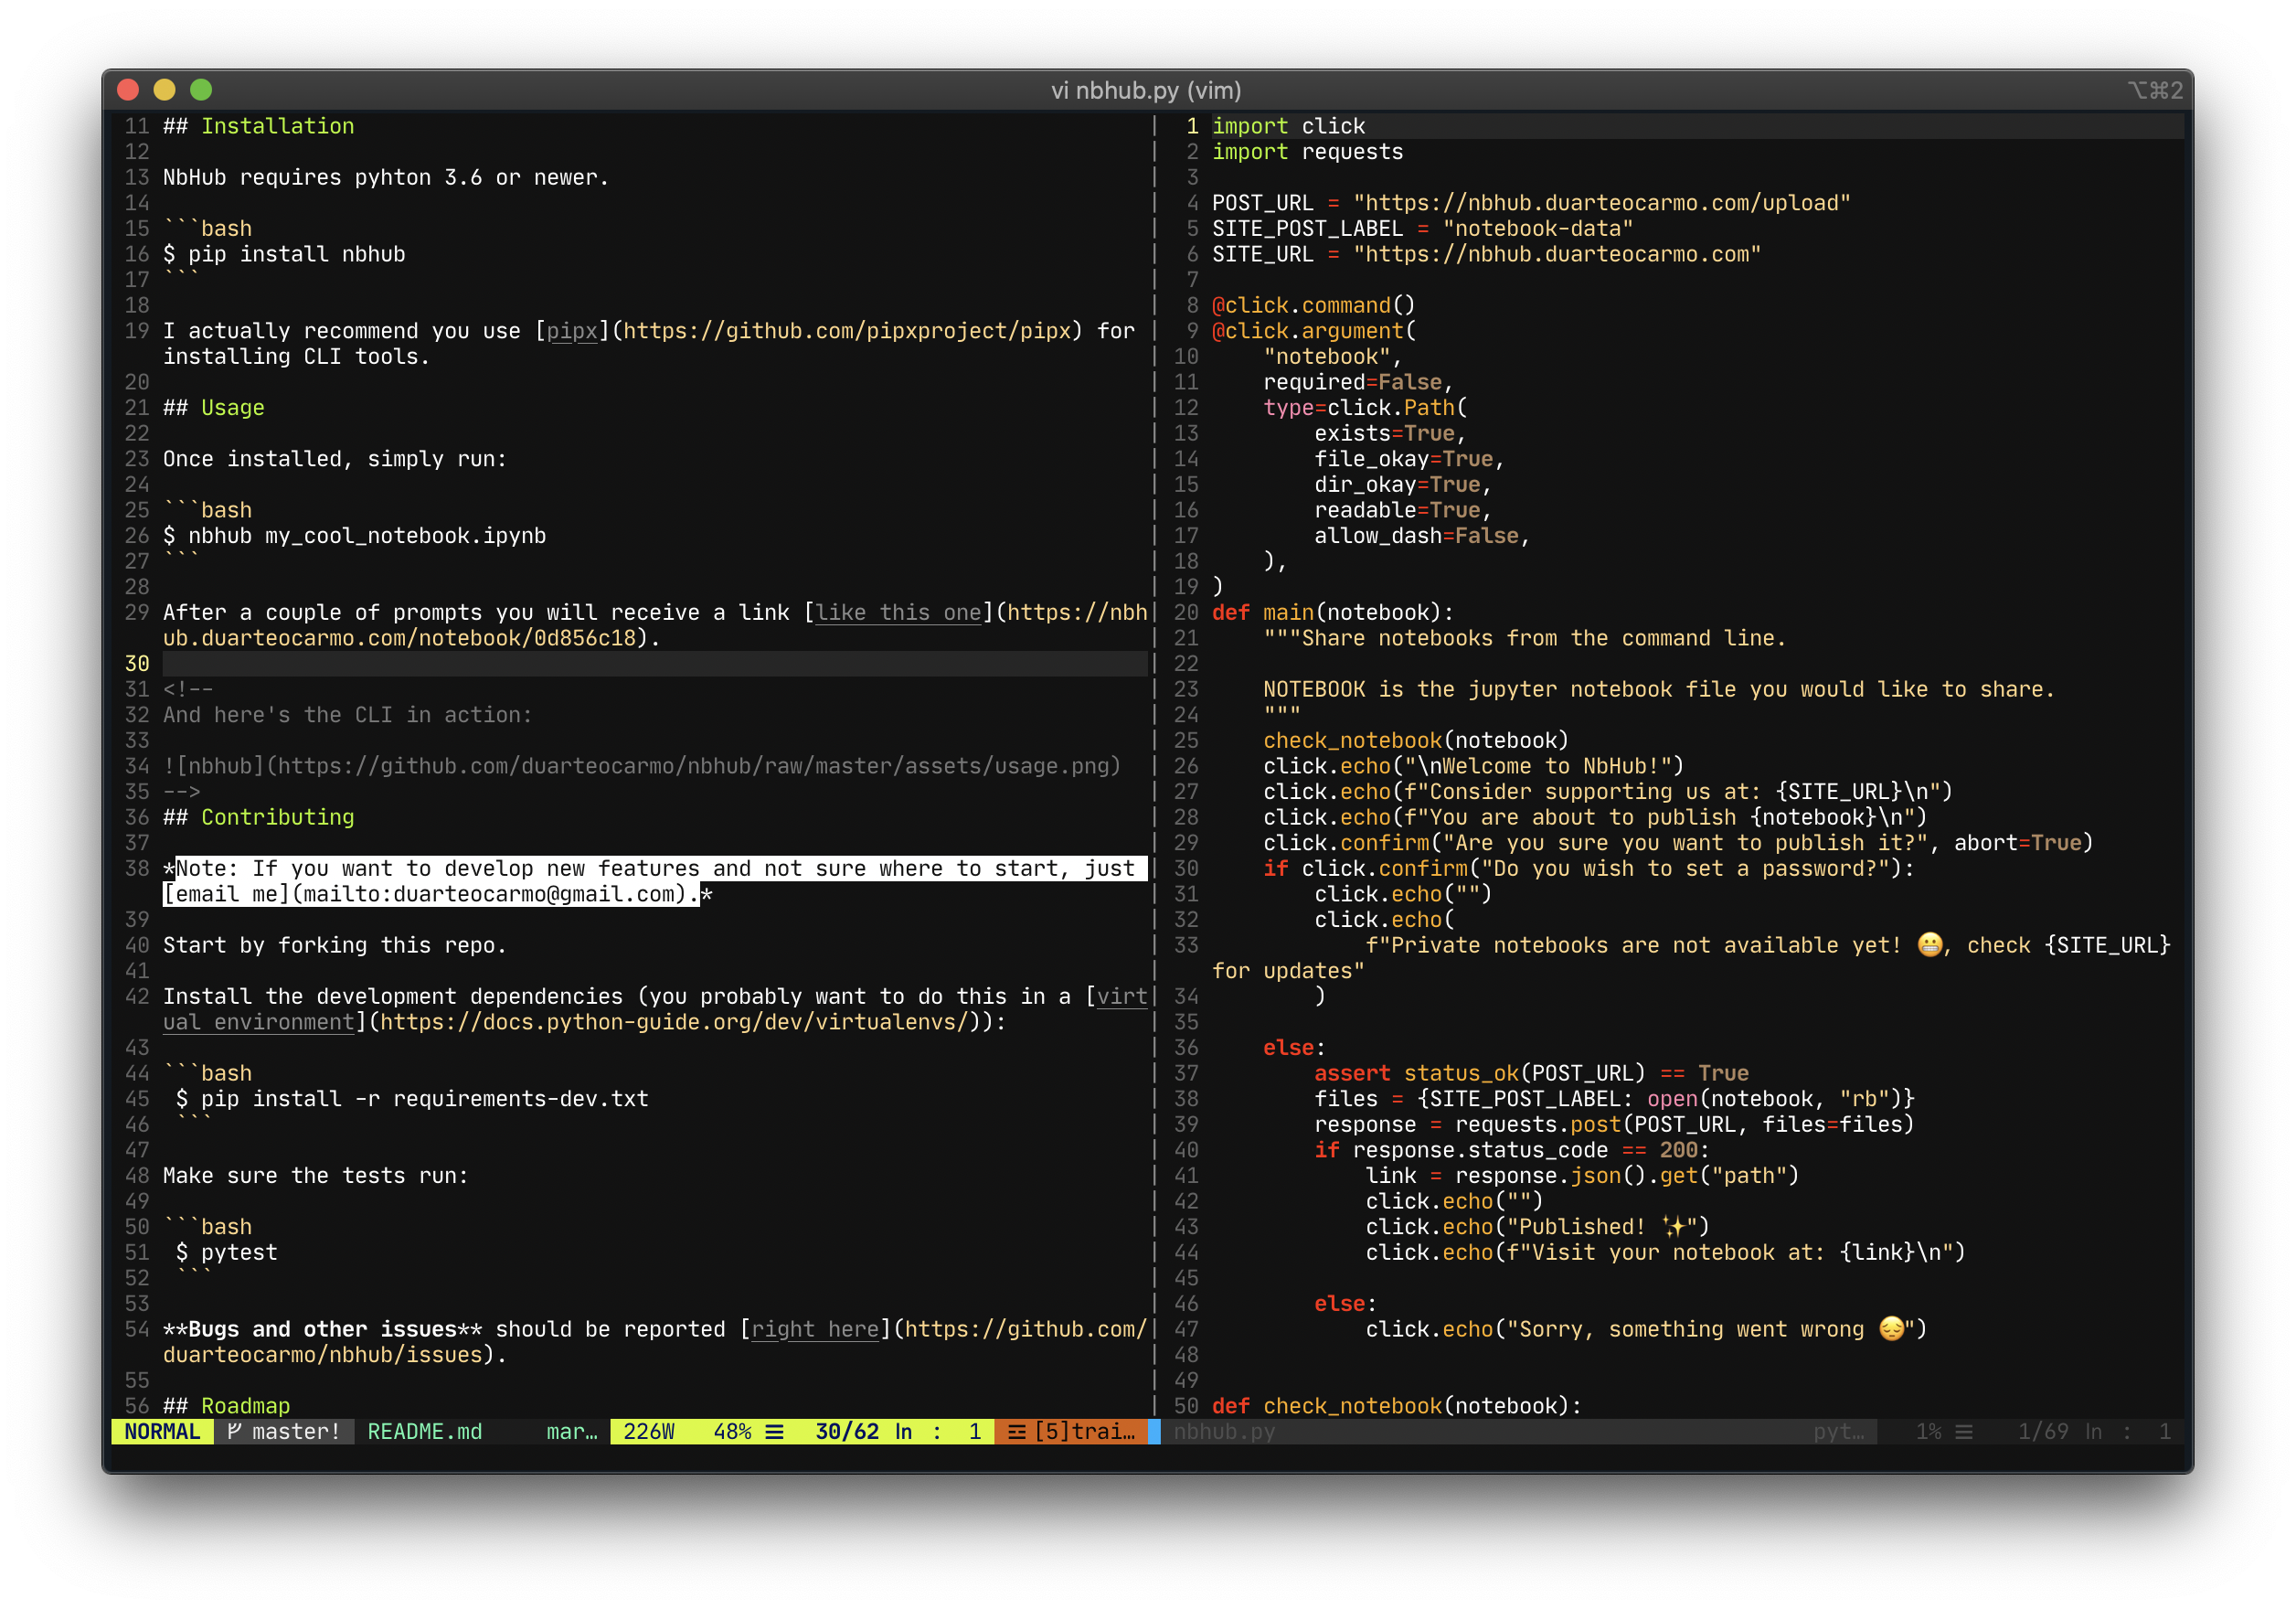 vi nbhub.py (vim)
⌥⌘2
11 ## Installation
12
13 NbHub requires pyhton 3.6 or newer.
14
15 ```bash
16 $ pip install nbhub
17 ```
18
19 I actually recommend you use [pipx](https://github.com/pipxproject/pipx) for
installing CLI tools.
20
21 ## Usage
22
23 Once installed, simply run:
24
25 ```bash
26 $ nbhub my_cool_notebook.ipynb
27 ```
28
29 After a couple of prompts you will receive a link [like this one](https://nbh
ub.duarteocarmo.com/notebook/0d856c18).
30
31 <!--
32 And here's the CLI in action:
33
34 ![nbhub](https://github.com/duarteocarmo/nbhub/raw/master/assets/usage.png)
35 -->
36 ## Contributing
37
38 *Note: If you want to develop new features and not sure where to start, just
[email me](mailto:duarteocarmo@gmail.com).*
39
40 Start by forking this repo.
41
42 Install the development dependencies (you probably want to do this in a [virt
ual environment](https://docs.python-guide.org/dev/virtualenvs/)):
43
44 ```bash
45  $ pip install -r requirements-dev.txt
46  ```
47
48 Make sure the tests run:
49
50 ```bash
51  $ pytest
52  ```
53
54 **Bugs and other issues** should be reported [right here](https://github.com/
duarteocarmo/nbhub/issues).
55
56 ## Roadmap
NORMAL master! README.md mar… 226W 48% ☰ 30/62 ln : 1 ☲ [5]trai…
1 import click
2 import requests
3
4 POST_URL = "https://nbhub.duarteocarmo.com/upload"
5 SITE_POST_LABEL = "notebook-data"
6 SITE_URL = "https://nbhub.duarteocarmo.com"
7
8 @click.command()
9 @click.argument(
10     "notebook",
11     required=False,
12     type=click.Path(
13         exists=True,
14         file_okay=True,
15         dir_okay=True,
16         readable=True,
17         allow_dash=False,
18     ),
19 )
20 def main(notebook):
21     """Share notebooks from the command line.
22
23     NOTEBOOK is the jupyter notebook file you would like to share.
24     """
25     check_notebook(notebook)
26     click.echo("\nWelcome to NbHub!")
27     click.echo(f"Consider supporting us at: {SITE_URL}\n")
28     click.echo(f"You are about to publish {notebook}\n")
29     click.confirm("Are you sure you want to publish it?", abort=True)
30     if click.confirm("Do you wish to set a password?"):
31         click.echo("")
32         click.echo(
33             f"Private notebooks are not available yet! 😬, check {SITE_URL}
for updates"
34         )
35
36     else:
37         assert status_ok(POST_URL) == True
38         files = {SITE_POST_LABEL: open(notebook, "rb")}
39         response = requests.post(POST_URL, files=files)
40         if response.status_code == 200:
41             link = response.json().get("path")
42             click.echo("")
43             click.echo("Published! ✨")
44             click.echo(f"Visit your notebook at: {link}\n")
45
46         else:
47             click.echo("Sorry, something went wrong 😔")
48
49
50 def check_notebook(notebook):
nbhub.py pyt… 1% ☰ 1/69 ln : 1